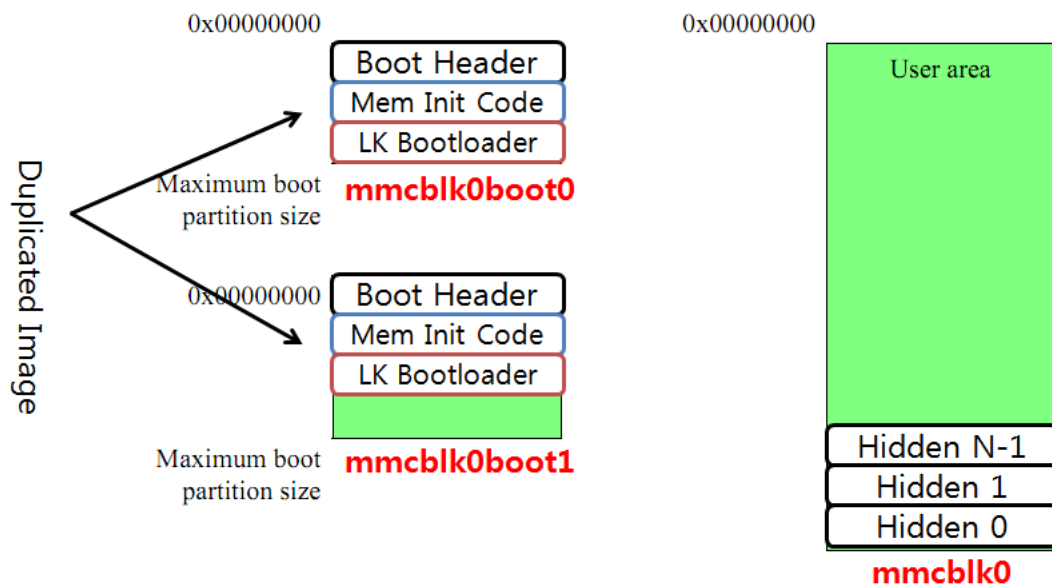 0x00000000
Boot Header
Mem Init Code
LK Bootloader
Maximum boot
partition size
mmcblk0boot0
Duplicated Image
0x00000000
Boot Header
Mem Init Code
LK Bootloader
Maximum boot
partition size
mmcblk0boot1
0x00000000
User area
Hidden N-1
Hidden 1
Hidden 0
mmcblk0